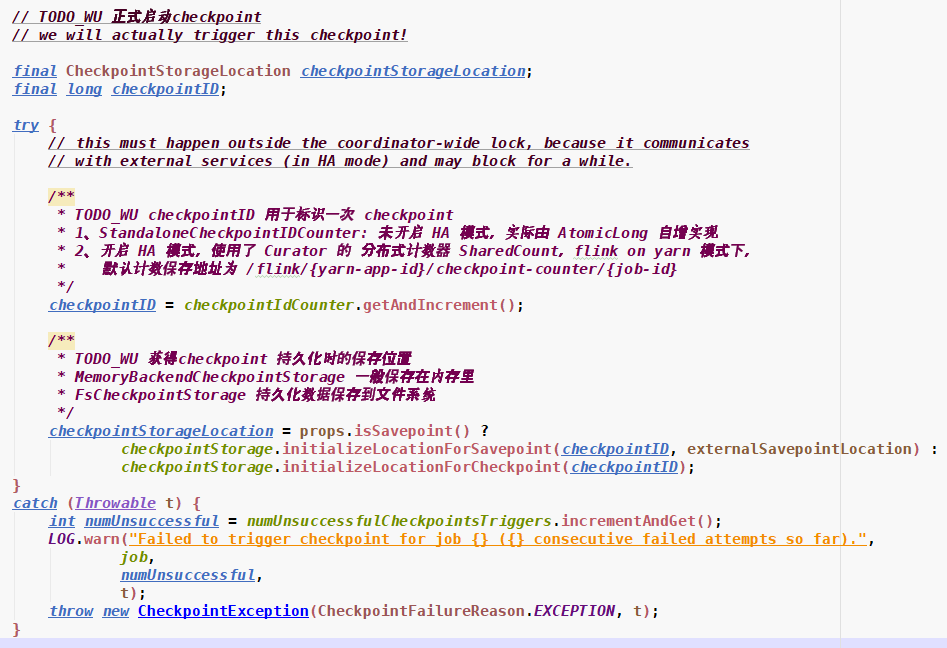 // TODO_WU 正式启动checkpoint
// we will actually trigger this checkpoint!
final CheckpointStorageLocation checkpointStorageLocation;
final long checkpointID;
try {
// this must happen outside the coordinator-wide lock, because it communicates
// with external services (in HA mode) and may block for a while.
/**
* TODO_WU checkpointID 用于标识一次 checkpoint
* 1、StandaloneCheckpointIDCounter: 未开启 HA 模式, 实际由 AtomicLong 自增实现
* 2、开启 HA 模式, 使用了 Curator 的 分布式计数器 SharedCount, flink on yarn 模式下,
* 默认计数保存地址为 /flink/{yarn-app-id}/checkpoint-counter/{job-id}
*/
checkpointID = checkpointIdCounter.getAndIncrement();
/**
* TODO_WU 获得checkpoint 持久化时的保存位置
* MemoryBackendCheckpointStorage 一般保存在内存里
* FsCheckpointStorage 持久化数据保存到文件系统
*/
checkpointStorageLocation = props.isSavepoint() ?
checkpointStorage.initializeLocationForSavepoint(checkpointID, externalSavepointLocation) :
checkpointStorage.initializeLocationForCheckpoint(checkpointID);
}
catch (Throwable t) {
int numUnsuccessful = numUnsuccessfulCheckpointsTriggers.incrementAndGet();
LOG.warn("Failed to trigger checkpoint for job {} ({} consecutive failed attempts so far).",
job,
numUnsuccessful,
t);
throw new CheckpointException(CheckpointFailureReason.EXCEPTION, t);
}